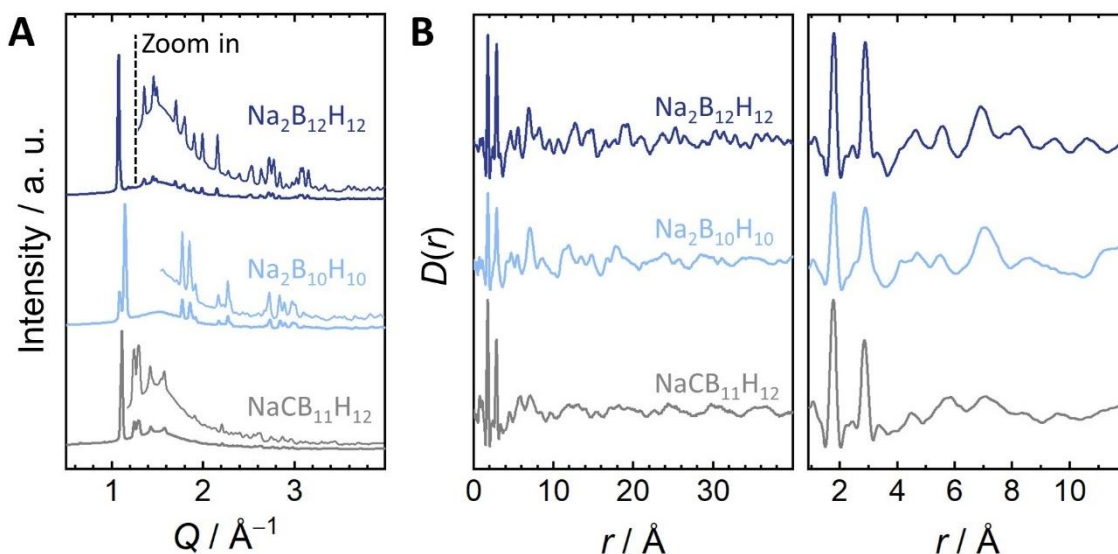 A
Zoom in
Na₂B₁₂H₁₂
Na₂B₁₀H₁₀
NaCB₁₁H₁₂
Intensity / a. u.
1 2 3
Q / Å⁻¹
B
Na₂B₁₂H₁₂
Na₂B₁₀H₁₀
NaCB₁₁H₁₂
D(r)
0 10 20 30
r / Å
2 4 6 8 10
r / Å